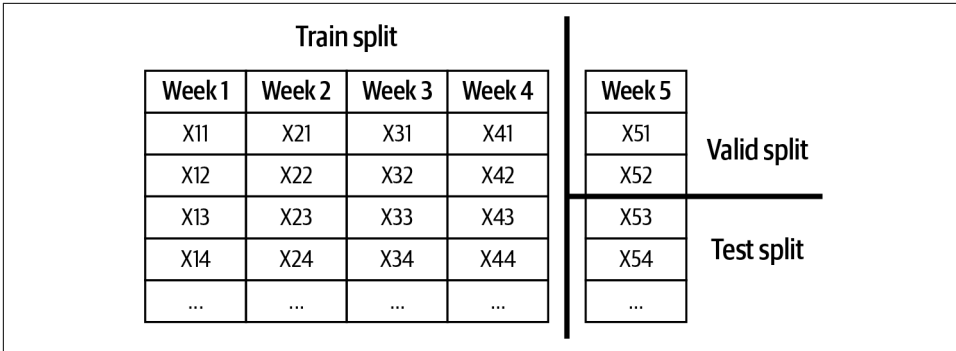 Train split
Week 1 Week 2 Week 3 Week 4 Week 5
X11 X21 X31 X41 X51
Valid split
X12 X22 X32 X42 X52
X13 X23 X33 X43 X53
Test split
X14 X24 X34 X44 X54
... ... ... ... ...